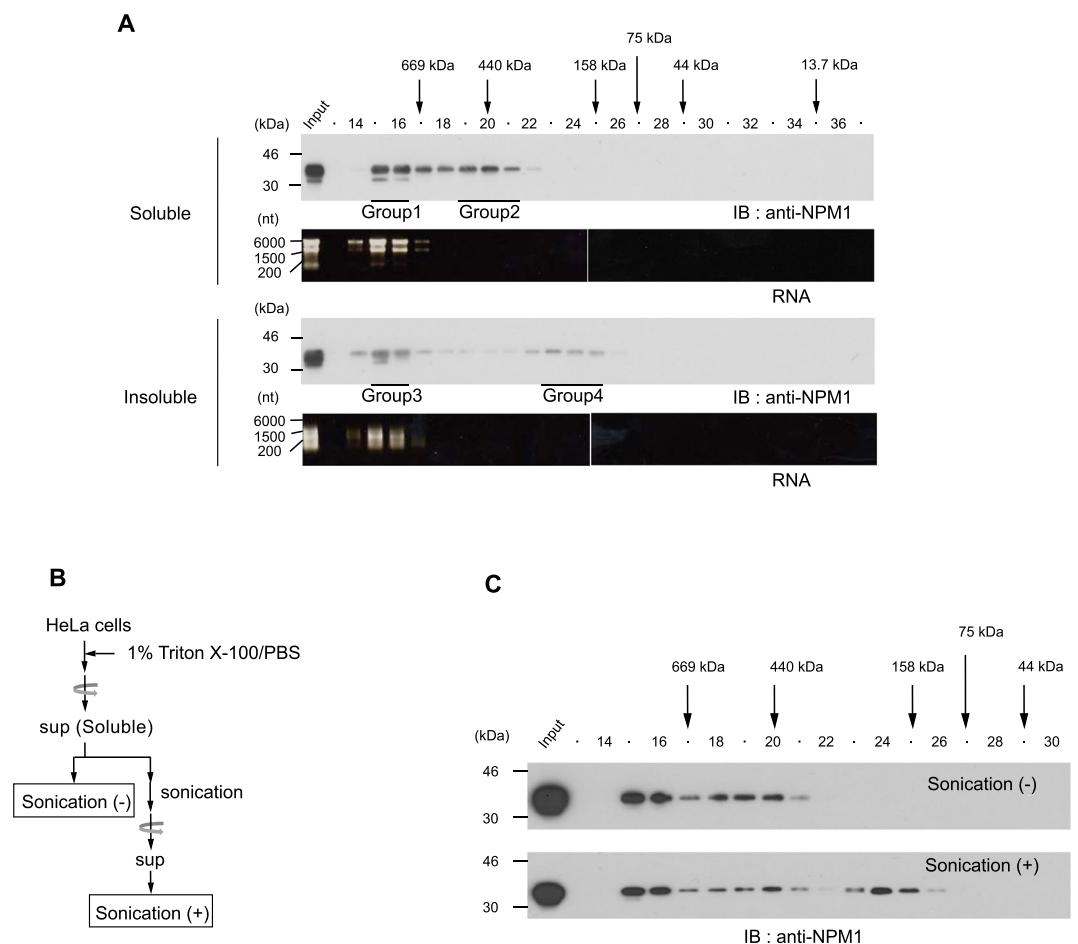 A
75 kDa
669 kDa 440 kDa 158 kDa 44 kDa 13.7 kDa
(kDa) Input · 14 · 16 · 18 · 20 · 22 · 24 · 26 · 28 · 30 · 32 · 34 · 36 ·
46
30
Soluble
Group1 Group2 IB : anti-NPM1
(nt)
6000
1500
200
RNA
(kDa)
46
30
Insoluble
Group3 Group4 IB : anti-NPM1
(nt)
6000
1500
200
RNA
B
HeLa cells
1% Triton X-100/PBS
sup (Soluble)
Sonication (-)
sonication
sup
Sonication (+)
C
75 kDa
669 kDa 440 kDa 158 kDa 44 kDa
(kDa) Input · 14 · 16 · 18 · 20 · 22 · 24 · 26 · 28 · 30
46
30
Sonication (-)
46
30
Sonication (+)
IB : anti-NPM1